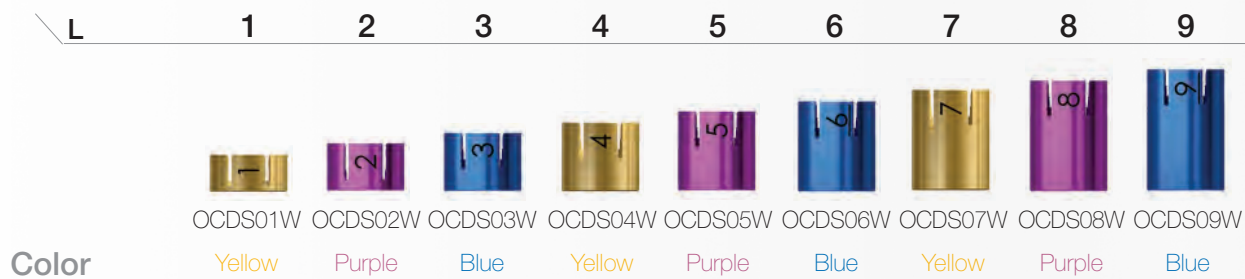 L 1 2 3 4 5 6 7 8 9
1 2 3 4 5 6 7 8 9
OCDS01W OCDS02W OCDS03W OCDS04W OCDS05W OCDS06W OCDS07W OCDS08W OCDS09W
Color Yellow Purple Blue Yellow Purple Blue Yellow Purple Blue